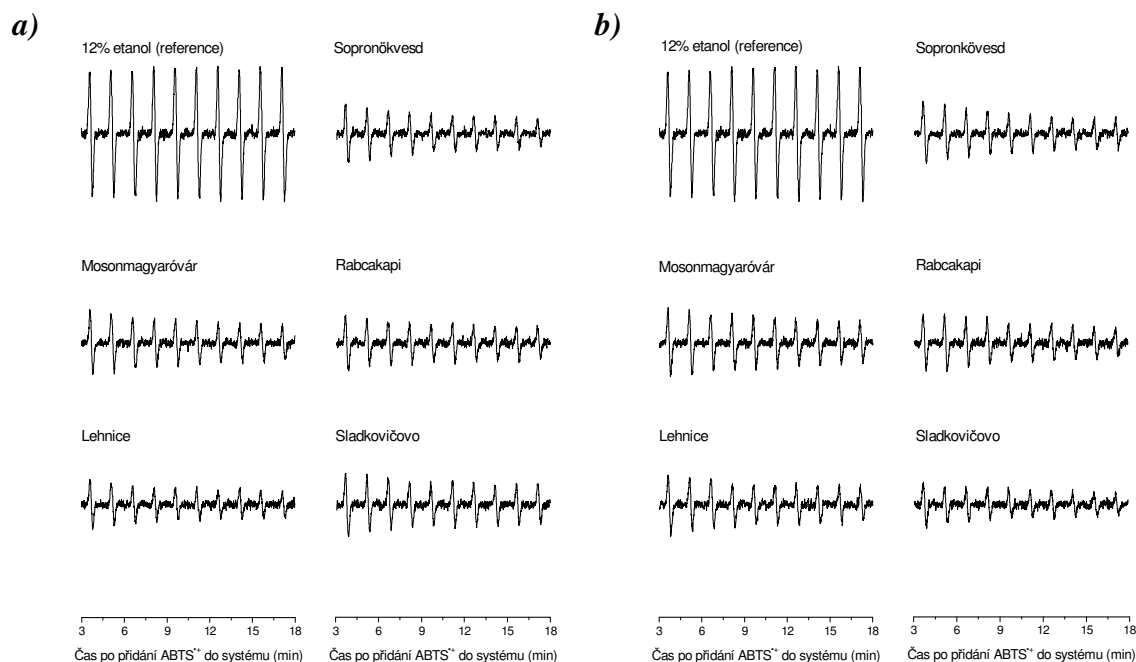 a)
12% etanol (reference)
Sopronökvesd
Mosonmagyaróvár
Rabcakapi
Lehnice
Sladkovičovo
3 6 9 12 15 18
3 6 9 12 15 18
Čas po přidání ABTS•+ do systému (min)
Čas po přidání ABTS•+ do systému (min)
b)
12% etanol (reference)
Sopronkövesd
Mosonmagyaróvár
Rabcakapi
Lehnice
Sladkovičovo
3 6 9 12 15 18
3 6 9 12 15 18
Čas po přidání ABTS•+ do systému (min)
Čas po přidání ABTS•+ do systému (min)